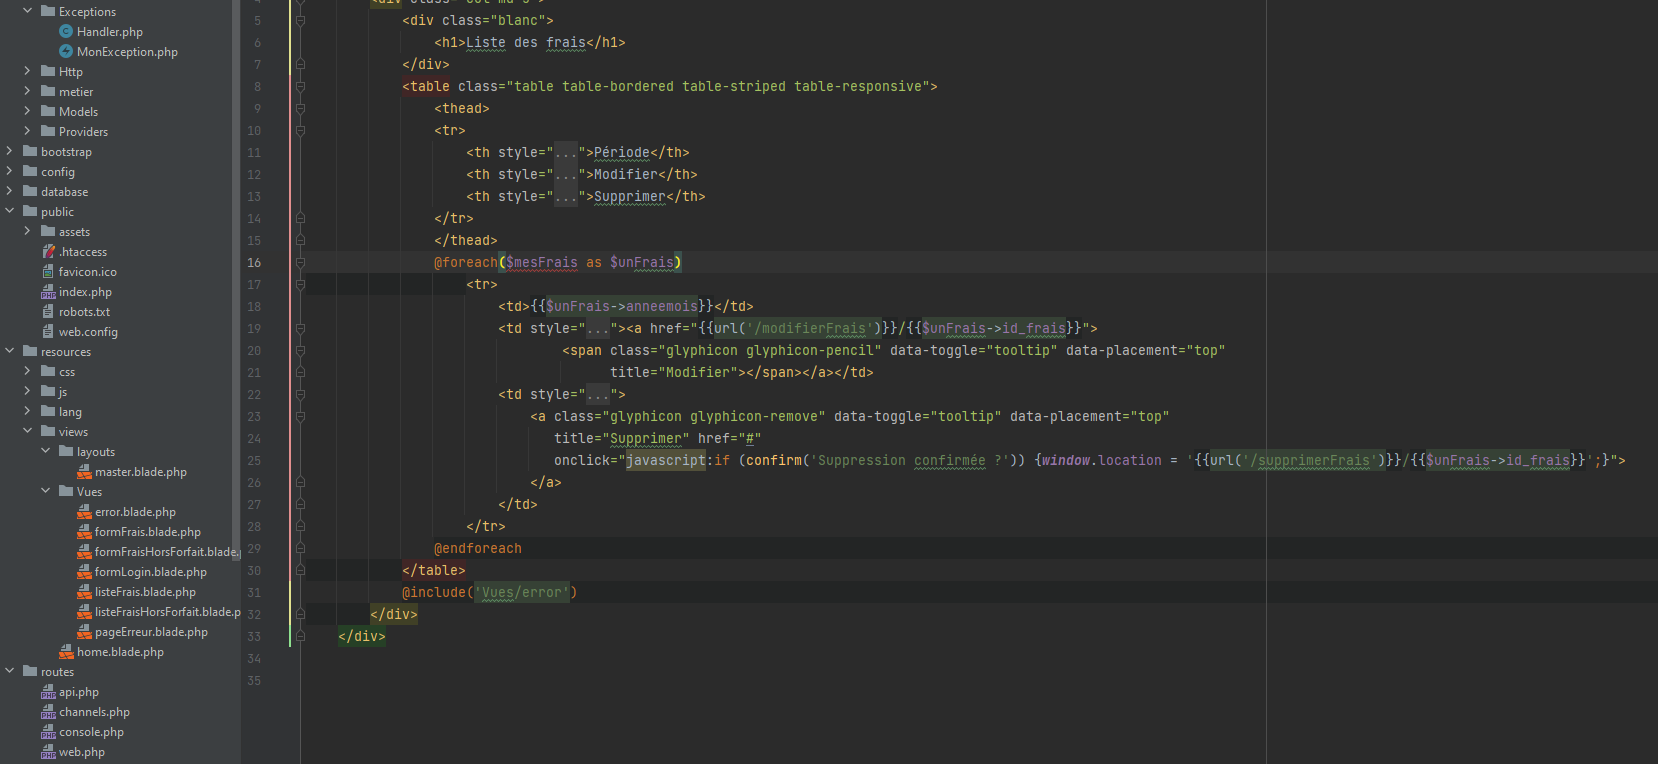 Exceptions
Handler.php
MonException.php
Http
metier
Models
Providers
bootstrap
config
database
public
assets
.htaccess
favicon.ico
index.php
robots.txt
web.config
resources
css
js
lang
views
layouts
master.blade.php
Vues
error.blade.php
formFrais.blade.php
formFraisHorsForfait.blade.
formLogin.blade.php
listeFrais.blade.php
listeFraisHorsForfait.blade.p
pageErreur.blade.php
home.blade.php
routes
api.php
channels.php
console.php
web.php
5 <div class="blanc">
6 <h1>Liste des frais</h1>
7 </div>
8 <table class="table table-bordered table-striped table-responsive">
9 <thead>
10 <tr>
11 <th style="...">Période</th>
12 <th style="...">Modifier</th>
13 <th style="...">Supprimer</th>
14 </tr>
15 </thead>
16 @foreach($mesFrais as $unFrais)
17 <tr>
18 <td>{{$unFrais->anneemois}}</td>
19 <td style="..."><a href="{{url('/modifierFrais')}}/{{$unFrais->id_frais}}">
20 <span class="glyphicon glyphicon-pencil" data-toggle="tooltip" data-placement="top"
21 title="Modifier"></span></a></td>
22 <td style="...">
23 <a class="glyphicon glyphicon-remove" data-toggle="tooltip" data-placement="top"
24 title="Supprimer" href="#"
25 onclick="javascript:if (confirm('Suppression confirmée ?')) {window.location = '{{url('/supprimerFrais')}}/{{$unFrais->id_frais}}';}">
26 </a>
27 </td>
28 </tr>
29 @endforeach
30 </table>
31 @include('Vues/error')
32 </div>
33 </div>
34
35